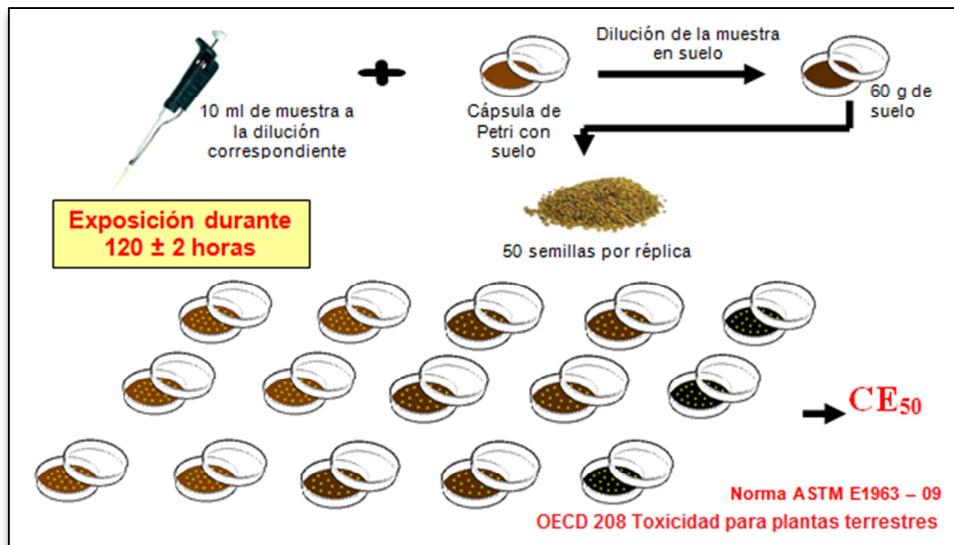 10 ml de muestra a
la dilución
correspondiente
Cápsula de
Petri con
suelo
Dilución de la muestra
en suelo
60 g de
suelo
Exposición durante
120 ± 2 horas
50 semillas por réplica
CE50
Norma ASTM E1963 – 09
OECD 208 Toxicidad para plantas terrestres